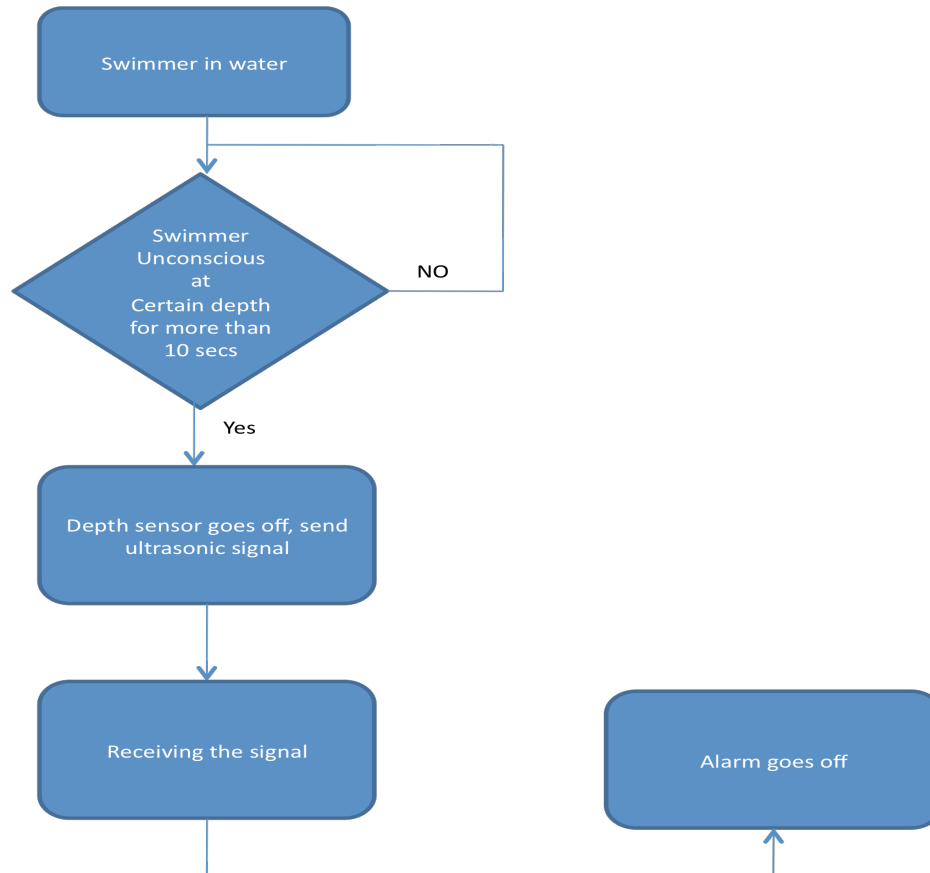 Swimmer in water
Swimmer
Unconscious
at
Certain depth
for more than
10 secs
NO
Yes
Depth sensor goes off, send
ultrasonic signal
Receiving the signal
Alarm goes off